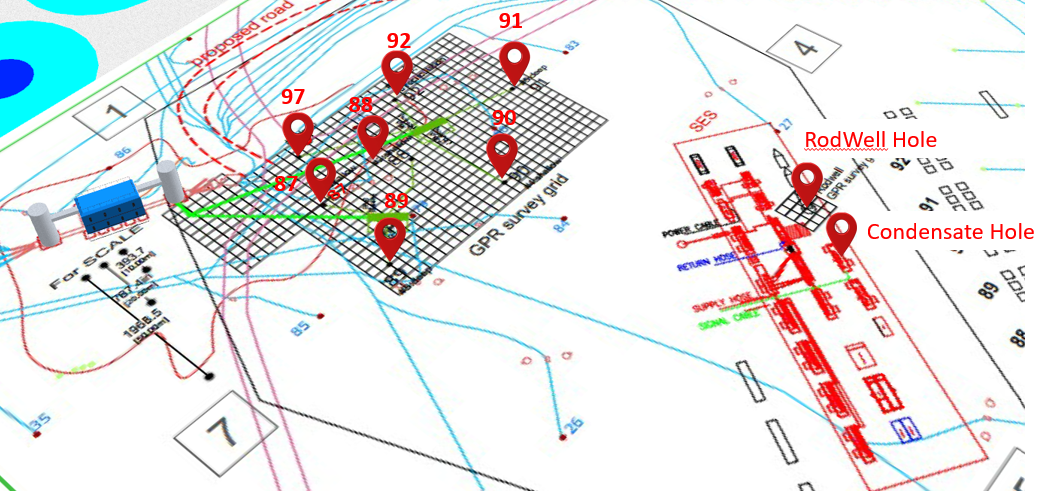 proposed road
91
92
83
4
97
88
1
90
SES
27
RodWell Hole
86
92
87
91
89
GPR survey grid
84
Condensate Hole
POWER CABLE
RETURN HOSE
For SCALE
393.7
[10.00m]
787.4
[20.00m]
1968.5
[50.00m]
SUPPLY HOSE
SIGNAL CABLE
89
85
88
7
35
26